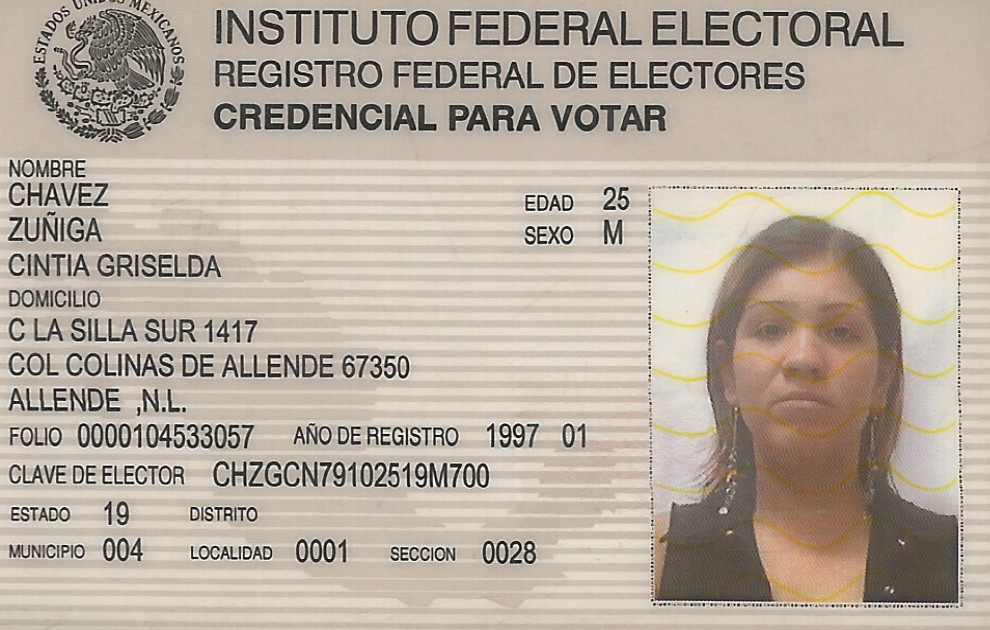 ESTADOS UNIDOS MEXICANOS
INSTITUTO FEDERAL ELECTORAL
REGISTRO FEDERAL DE ELECTORES
CREDENCIAL PARA VOTAR
NOMBRE
CHAVEZ
ZUÑIGA
CINTIA GRISELDA
EDAD 25
SEXO M
DOMICILIO
C LA SILLA SUR 1417
COL COLINAS DE ALLENDE 67350
ALLENDE ,N.L.
FOLIO 0000104533057 AÑO DE REGISTRO 1997 01
CLAVE DE ELECTOR CHZGCN79102519M700
ESTADO 19 DISTRITO
MUNICIPIO 004 LOCALIDAD 0001 SECCION 0028